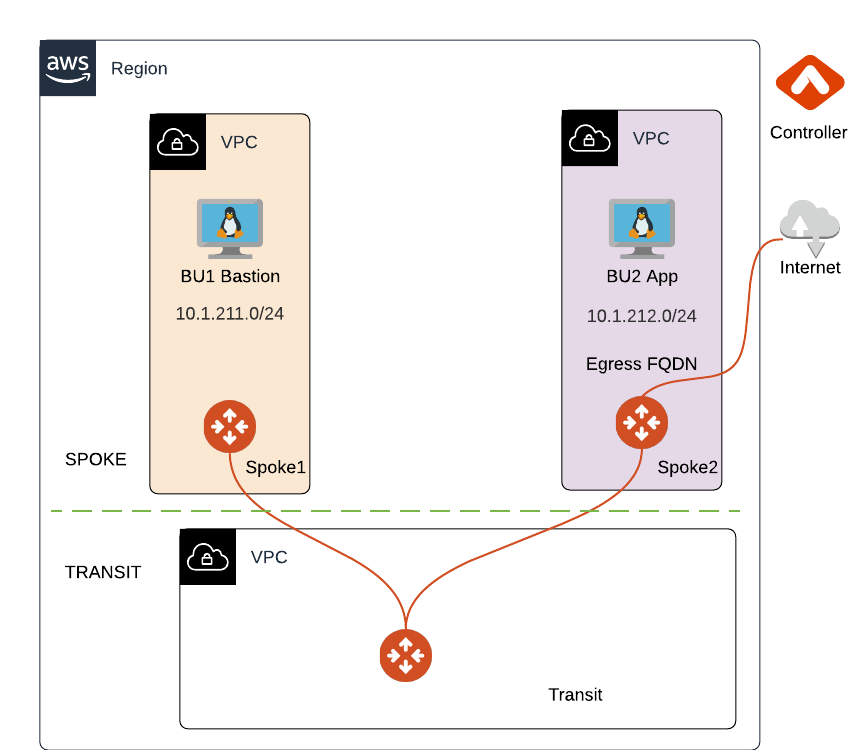 aws
Region
VPC
VPC
Controller
BU1 Bastion
BU2 App
Internet
10.1.211.0/24
10.1.212.0/24
Egress FQDN
SPOKE
Spoke1
Spoke2
TRANSIT
VPC
Transit